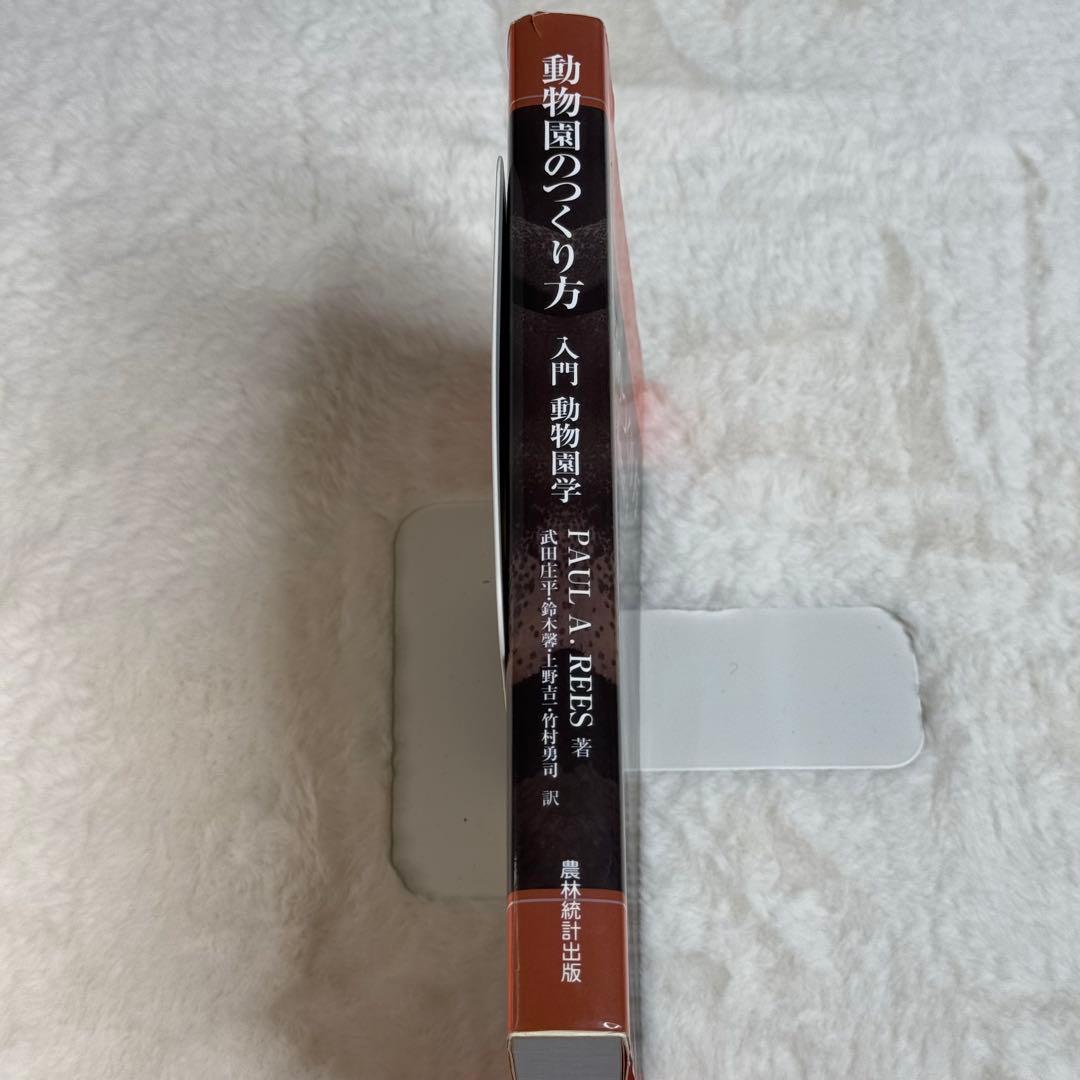 動物園のつくり方
入門 動物園学
PAUL A. REES 著
武田庄平・鈴木馨・上野吉一・竹村勇司 訳
農林統計出版